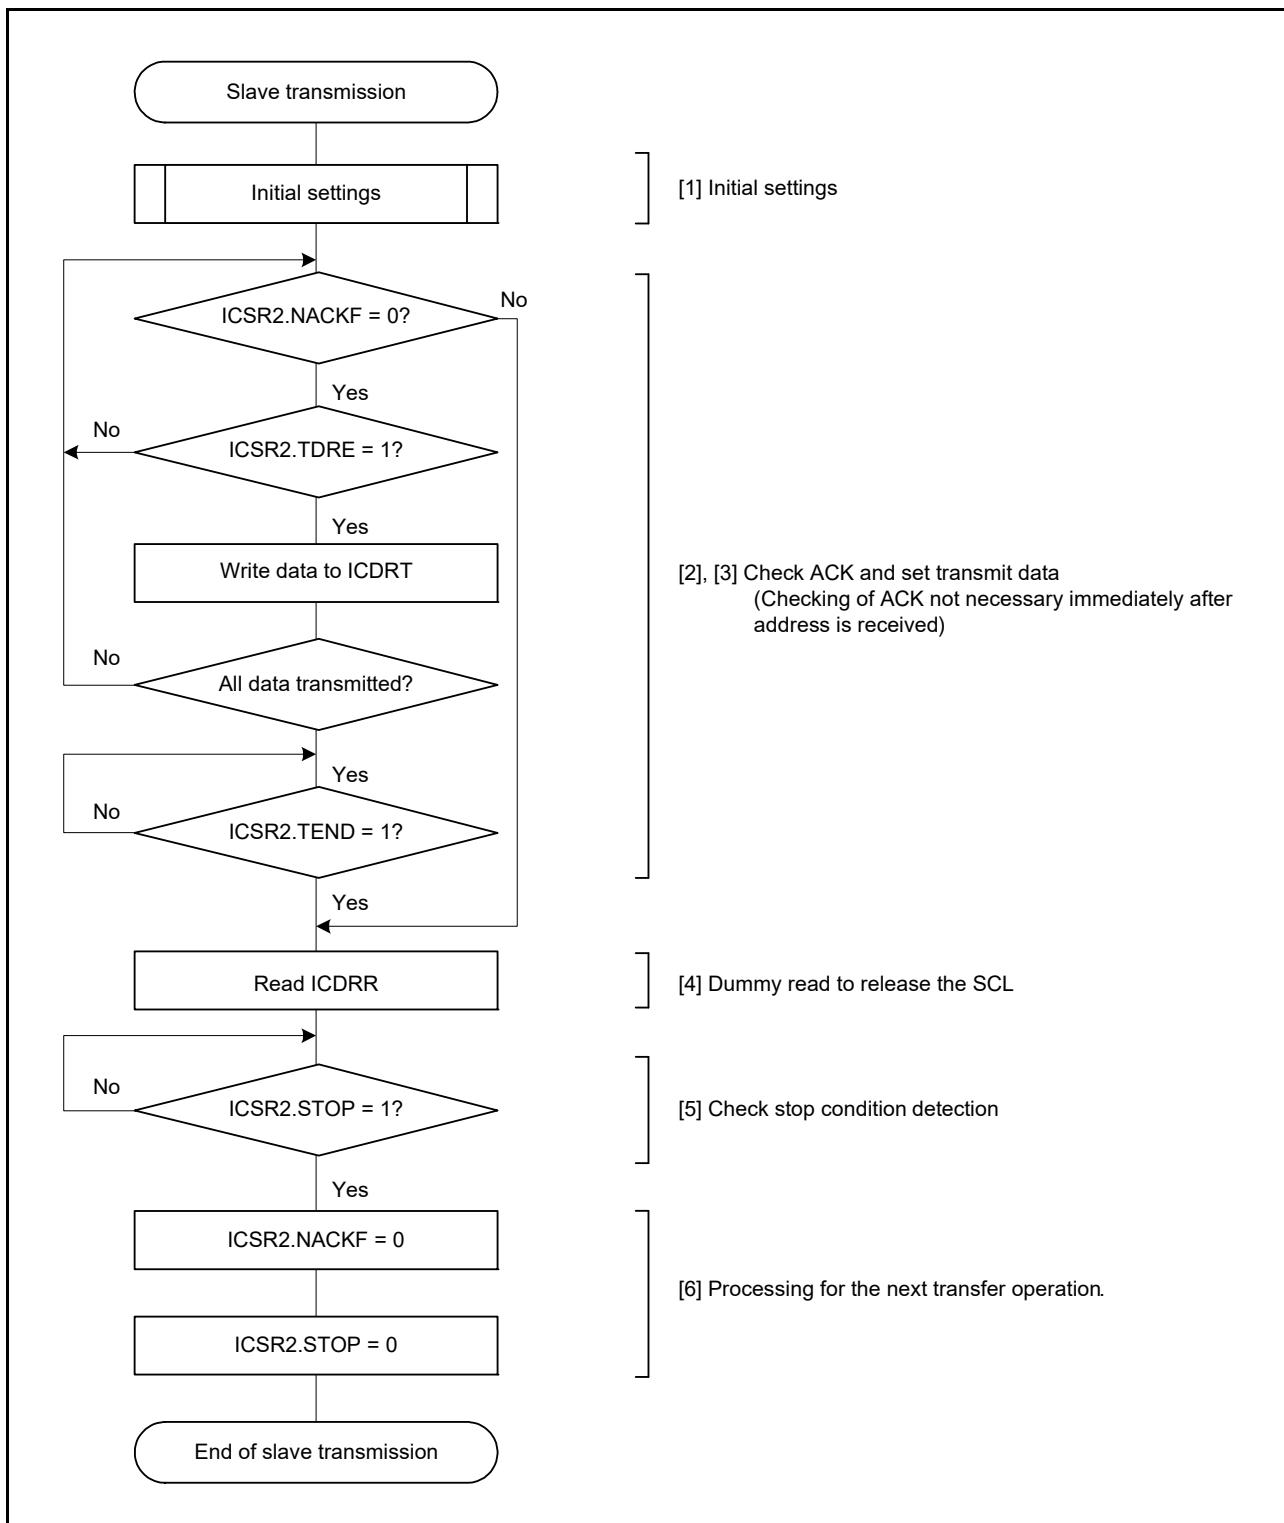 Slave transmission
Initial settings
[1] Initial settings
ICSR2.NACKF = 0?
No
Yes
No
ICSR2.TDRE = 1?
Yes
Write data to ICDRT
[2], [3] Check ACK and set transmit data
(Checking of ACK not necessary immediately after
address is received)
No
All data transmitted?
Yes
No
ICSR2.TEND = 1?
Yes
Read ICDRR
[4] Dummy read to release the SCL
No
ICSR2.STOP = 1?
[5] Check stop condition detection
Yes
ICSR2.NACKF = 0
[6] Processing for the next transfer operation.
ICSR2.STOP = 0
End of slave transmission